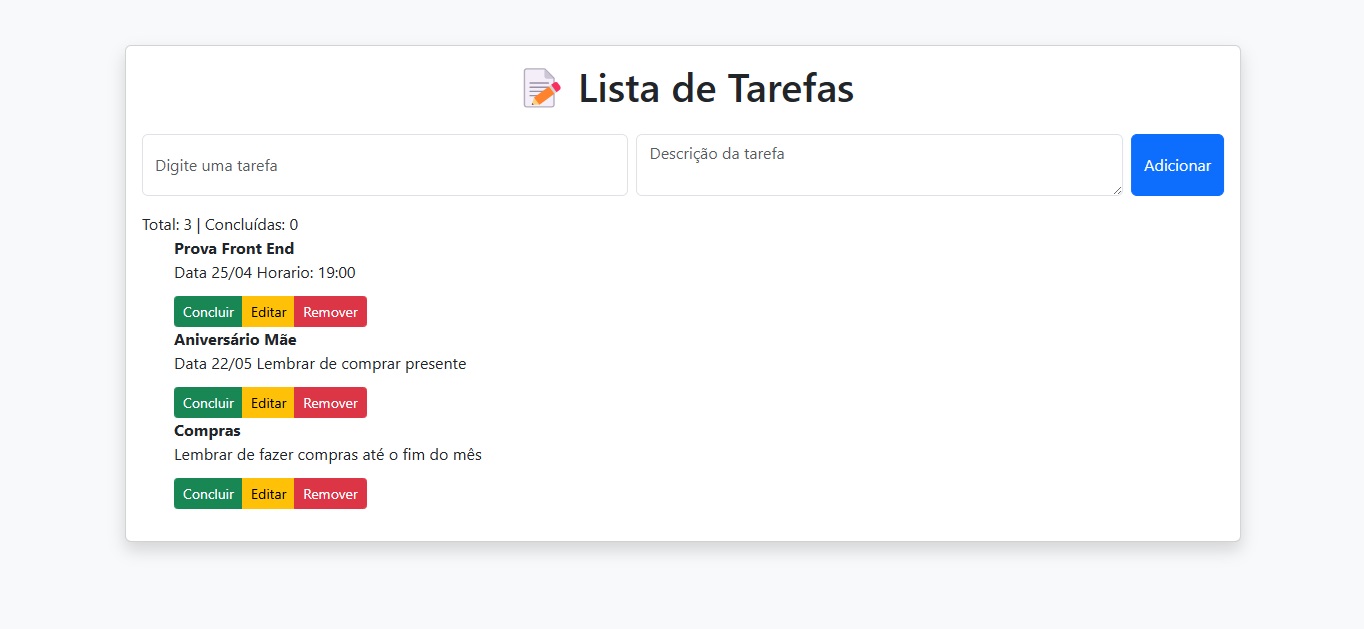 Lista de Tarefas
Digite uma tarefa
Descrição da tarefa
Adicionar
Total: 3 | Concluídas: 0
Prova Front End
Data 25/04 Horario: 19:00
Concluir Editar Remover
Aniversário Mãe
Data 22/05 Lembrar de comprar presente
Concluir Editar Remover
Compras
Lembrar de fazer compras até o fim do mês
Concluir Editar Remover